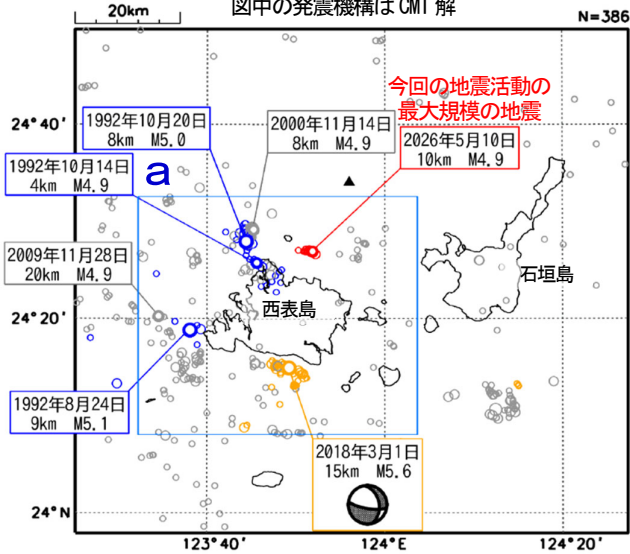 図中の発震機構は CMT 解
20km
N=386
今回の地震活動の
最大規模の地震
24°40'
1992年10月20日
8km M5.0
2000年11月14日
8km M4.9
2026年5月10日
10km M4.9
1992年10月14日
4km M4.9
a
2009年11月28日
20km M4.9
石垣島
西表島
24°20'
1992年8月24日
9km M5.1
2018年3月1日
15km M5.6
24°N
123°40'
124°E
124°20'